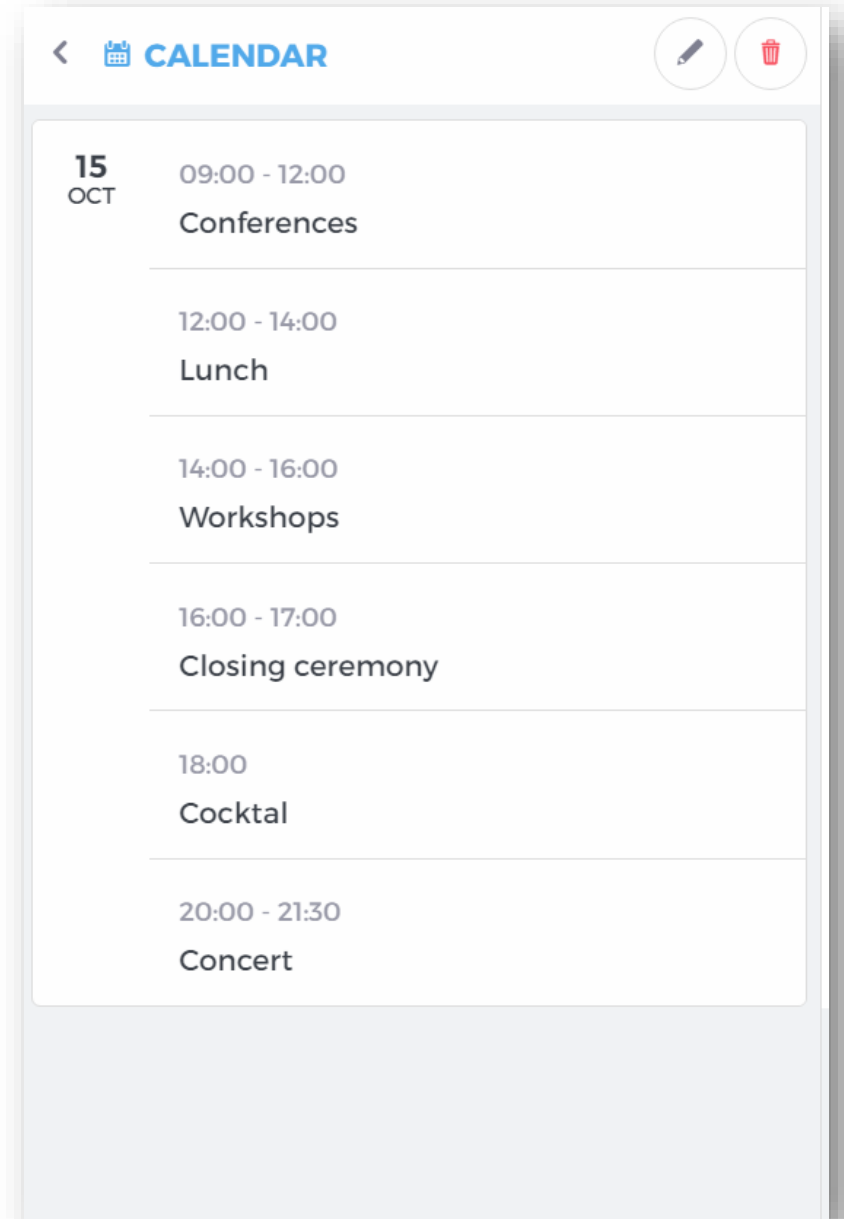 CALENDAR
15
OCT
09:00 - 12:00
Conferences
12:00 - 14:00
Lunch
14:00 - 16:00
Workshops
16:00 - 17:00
Closing ceremony
18:00
Cocktal
20:00 - 21:30
Concert